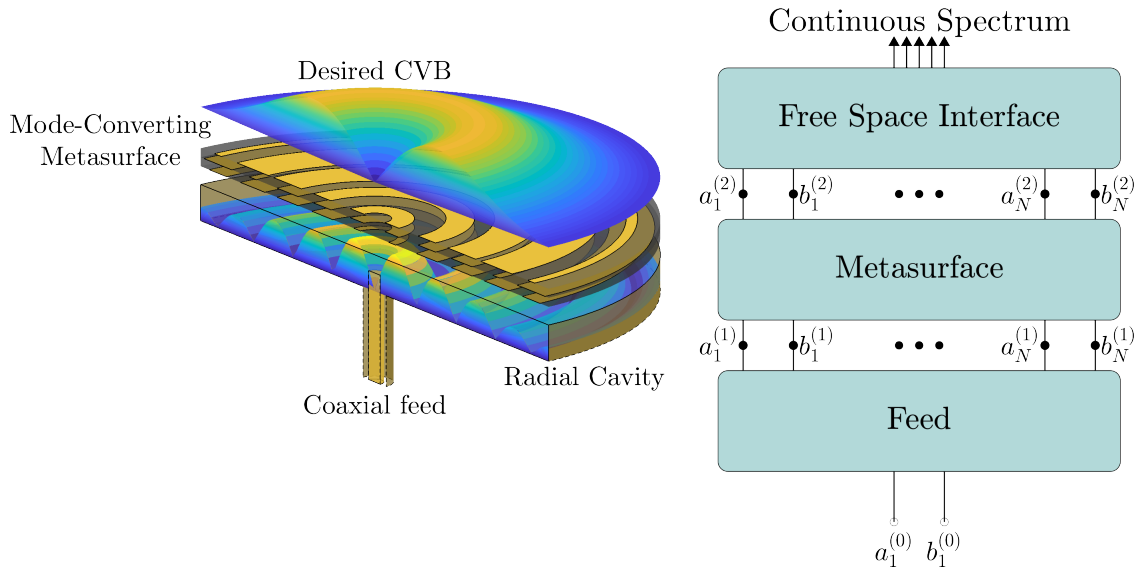 Desired CVB
Mode-Converting
Metasurface
Radial Cavity
Coaxial feed
Continuous Spectrum
Free Space Interface
a_1^{(2)} b_1^{(2)} • • • a_N^{(2)} b_N^{(2)}
Metasurface
a_1^{(1)} b_1^{(1)} • • • a_N^{(1)} b_N^{(1)}
Feed
a_1^{(0)} b_1^{(0)}